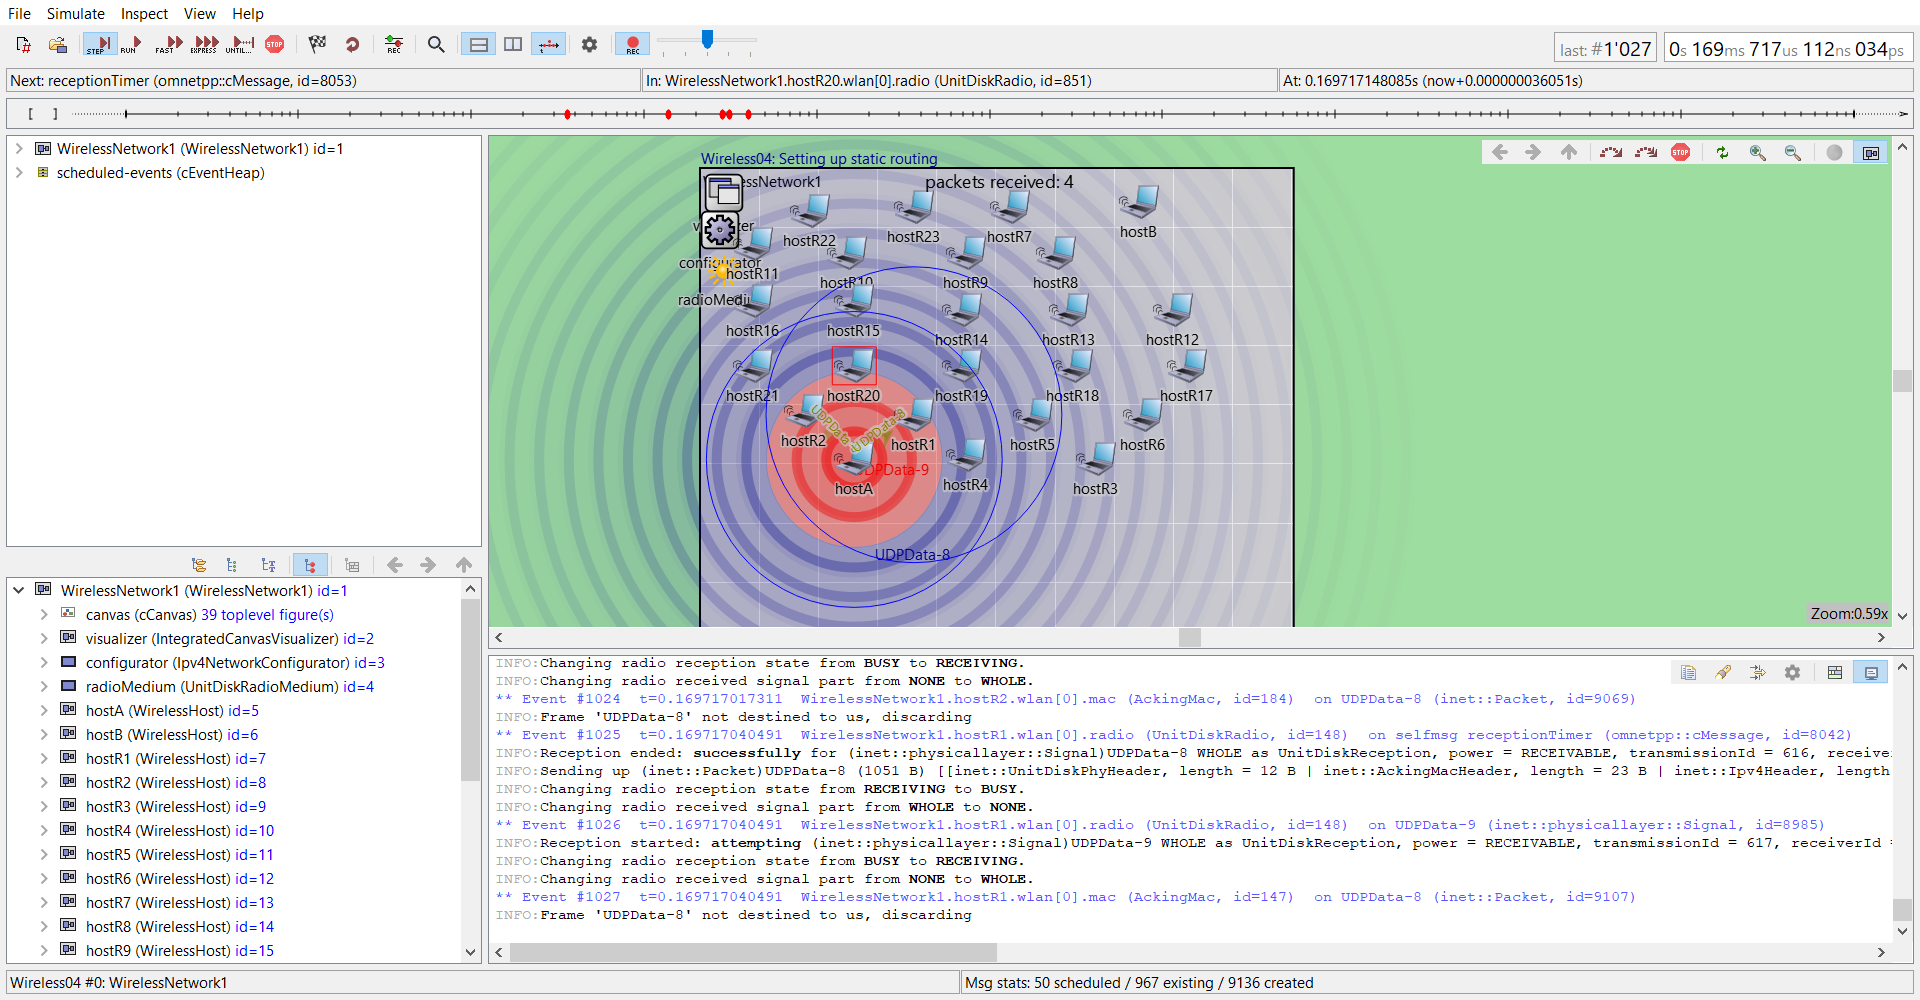 File Simulate Inspect View Help
STEP RUN FAST EXPRESS UNTIL... STOP REC REC
last: #1'027 0s 169ms 717us 112ns 034ps
Next: receptionTimer (omnetpp::cMessage, id=8053) In: WirelessNetwork1.hostR20.wlan[0].radio (UnitDiskRadio, id=851) At: 0.169717148085s (now+0.000000036051s)
[ ]
WirelessNetwork1 (WirelessNetwork1) id=1
scheduled-events (cEventHeap)
WirelessNetwork1 (WirelessNetwork1) id=1
canvas (cCanvas) 39 toplevel figure(s)
visualizer (IntegratedCanvasVisualizer) id=2
configurator (Ipv4NetworkConfigurator) id=3
radioMedium (UnitDiskRadioMedium) id=4
hostA (WirelessHost) id=5
hostB (WirelessHost) id=6
hostR1 (WirelessHost) id=7
hostR2 (WirelessHost) id=8
hostR3 (WirelessHost) id=9
hostR4 (WirelessHost) id=10
hostR5 (WirelessHost) id=11
hostR6 (WirelessHost) id=12
hostR7 (WirelessHost) id=13
hostR8 (WirelessHost) id=14
hostR9 (WirelessHost) id=15
Wireless04: Setting up static routing
STOP
packets received: 4
hostR22
hostR23
hostR7
hostB
configurator
hostR11
hostR10
hostR9
hostR8
hostR16
hostR15
hostR14
hostR13
hostR12
hostR21
hostR20
hostR19
hostR18
hostR17
UDPData-8
hostR2
hostR1
hostR5
hostR6
hostA
hostR4
hostR3
UDPData-8
Zoom:0.59x
INFO:Changing radio reception state from BUSY to RECEIVING.
INFO:Changing radio received signal part from NONE to WHOLE.
** Event #1024 t=0.169717017311 WirelessNetwork1.hostR2.wlan[0].mac (AckingMac, id=184) on UDPData-8 (inet::Packet, id=9069)
INFO:Frame 'UDPData-8' not destined to us, discarding
** Event #1025 t=0.169717040491 WirelessNetwork1.hostR1.wlan[0].radio (UnitDiskRadio, id=148) on selfmsg receptionTimer (omnetpp::cMessage, id=8042)
INFO:Reception ended: successfully for (inet::physicallayer::Signal)UDPData-8 WHOLE as UnitDiskReception, power = RECEIVABLE, transmissionId = 616, receive
INFO:Sending up (inet::Packet)UDPData-8 (1051 B) [[inet::UnitDiskPhyHeader, length = 12 B | inet::AckingMacHeader, length = 23 B | inet::Ipv4Header, length
INFO:Changing radio reception state from RECEIVING to BUSY.
INFO:Changing radio received signal part from WHOLE to NONE.
** Event #1026 t=0.169717040491 WirelessNetwork1.hostR1.wlan[0].radio (UnitDiskRadio, id=148) on UDPData-9 (inet::physicallayer::Signal, id=8985)
INFO:Reception started: attempting (inet::physicallayer::Signal)UDPData-9 WHOLE as UnitDiskReception, power = RECEIVABLE, transmissionId = 617, receiverId
INFO:Changing radio reception state from BUSY to RECEIVING.
INFO:Changing radio received signal part from NONE to WHOLE.
** Event #1027 t=0.169717040491 WirelessNetwork1.hostR1.wlan[0].mac (AckingMac, id=147) on UDPData-8 (inet::Packet, id=9107)
INFO:Frame 'UDPData-8' not destined to us, discarding
Wireless04 #0: WirelessNetwork1 Msg stats: 50 scheduled / 967 existing / 9136 created